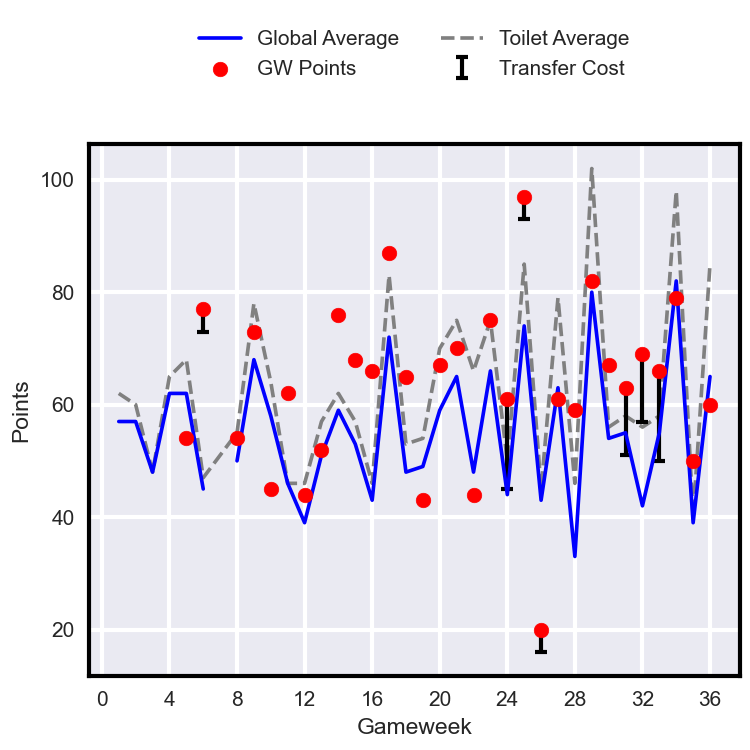 Global Average Toilet Average
GW Points Transfer Cost
100
80
60
40
20
Points
0 4 8 12 16 20 24 28 32 36
Gameweek